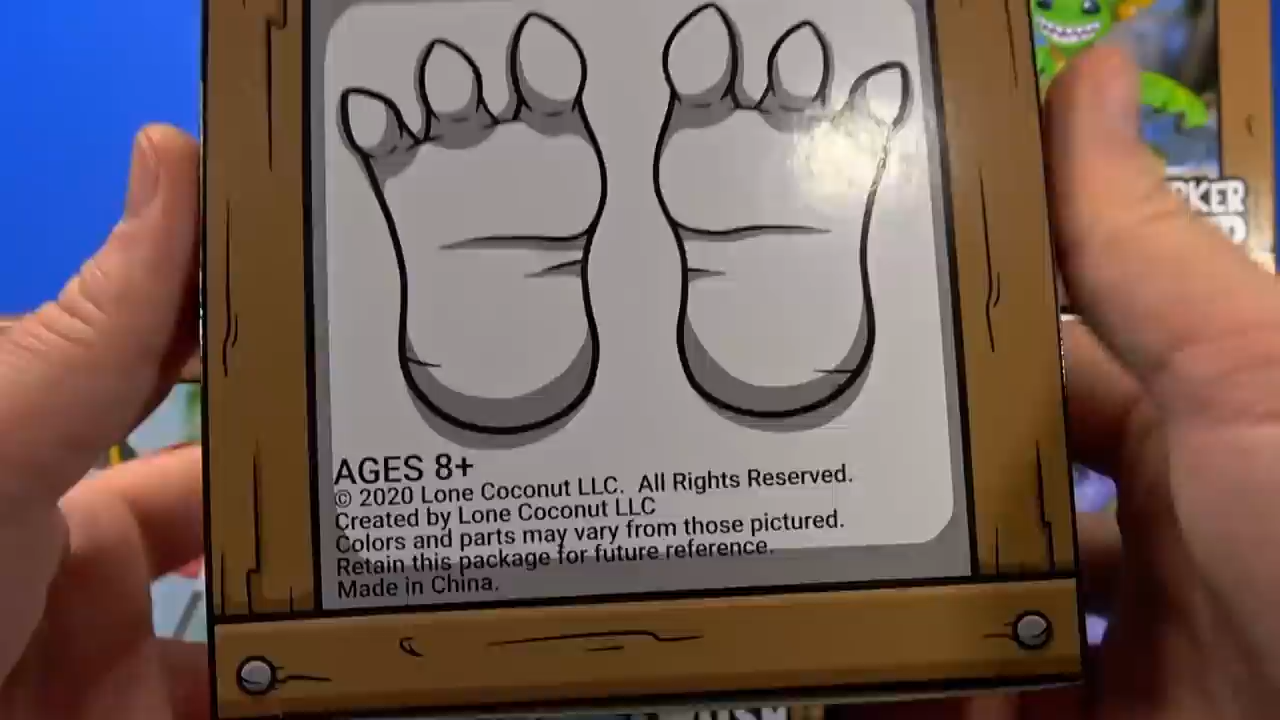 AGES 8+
© 2020 Lone Coconut LLC.  All Rights Reserved.
Created by Lone Coconut LLC
Colors and parts may vary from those pictured.
Retain this package for future reference.
Made in China.